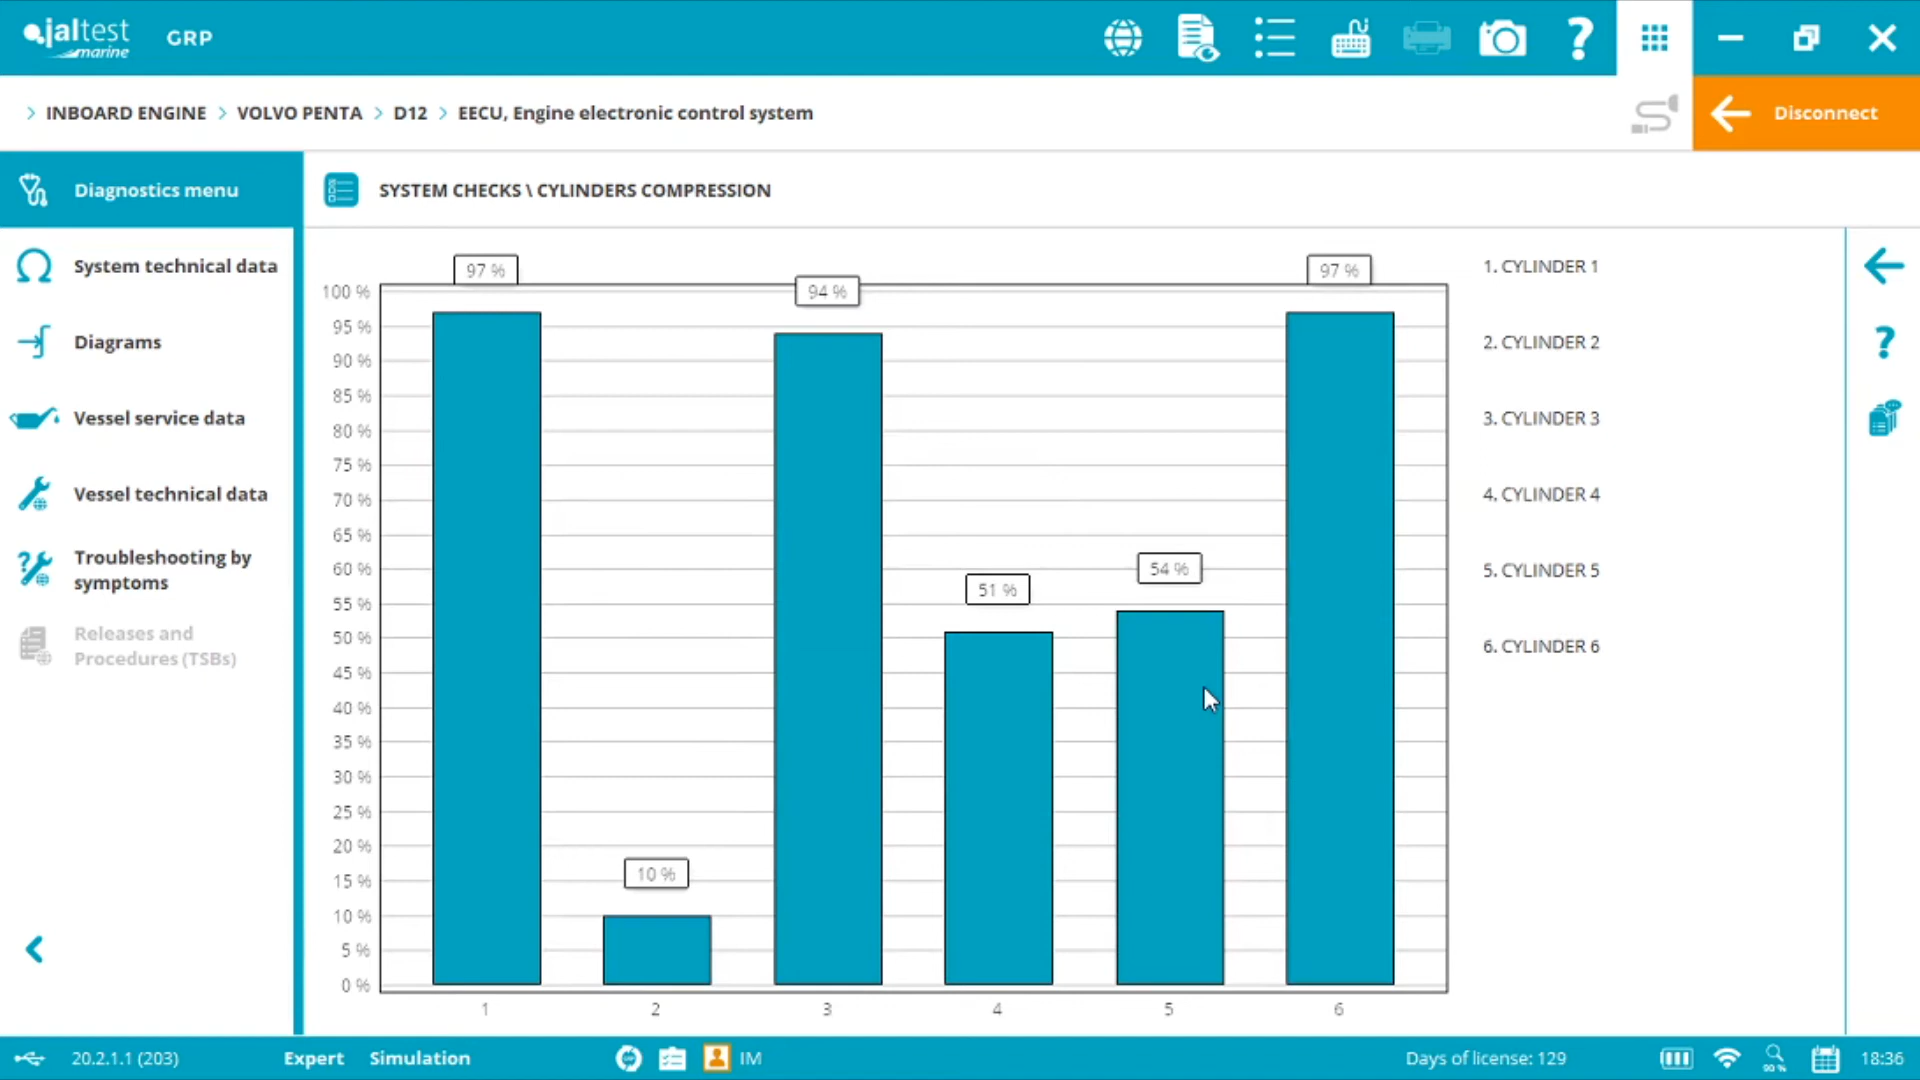 jaltest
marine
GRP
INBOARD ENGINE > VOLVO PENTA > D12 > EECU, Engine electronic control system
Disconnect
Diagnostics menu
System technical data
Diagrams
Vessel service data
Vessel technical data
Troubleshooting by
symptoms
Releases and
Procedures (TSBs)
SYSTEM CHECKS \ CYLINDERS COMPRESSION
97 %
10 %
94 %
51 %
54 %
97 %
100 %
95 %
90 %
85 %
80 %
75 %
70 %
65 %
60 %
55 %
50 %
45 %
40 %
35 %
30 %
25 %
20 %
15 %
10 %
5 %
0 %
1 2 3 4 5 6
1. CYLINDER 1
2. CYLINDER 2
3. CYLINDER 3
4. CYLINDER 4
5. CYLINDER 5
6. CYLINDER 6
20.2.1.1 (203) Expert Simulation IM Days of license: 129 18:36